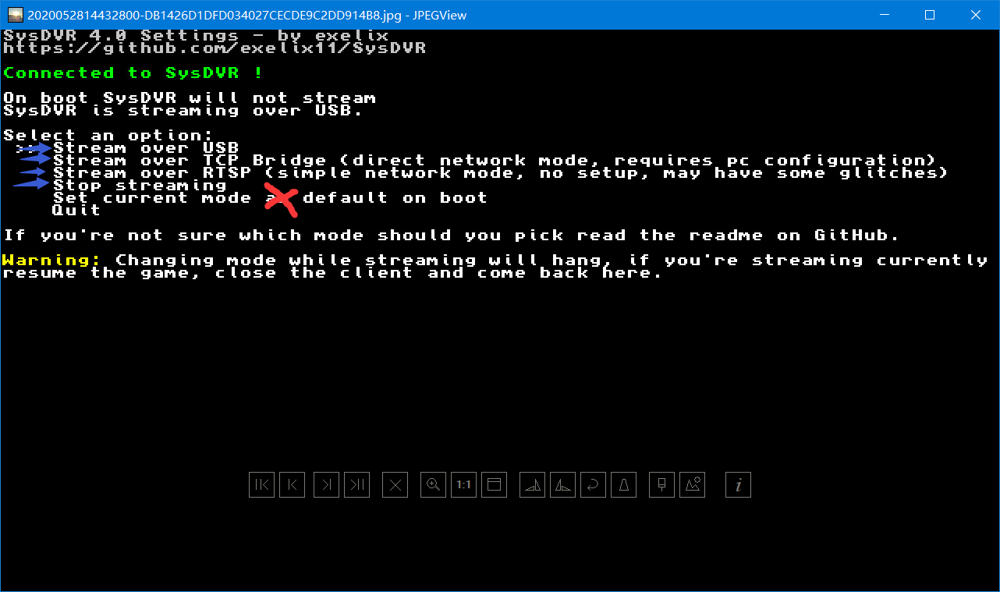 2020052814432800-DB1426D1DFD034027CECDE9C2DD914B8.jpg - JPEGView
SysDVR 4.0 Settings - by exelix
https://github.com/exelix11/SysDVR
Connected to SysDVR !
On boot SysDVR will not stream
SysDVR is streaming over USB.
Select an option:
Stream over USB
Stream over TCP Bridge (direct network mode, requires pc configuration)
Stream over RTSP (simple network mode, no setup, may have some glitches)
Stop streaming
Set current mode default on boot
Quit
If you're not sure which mode should you pick read the readme on GitHub.
Warning: Changing mode while streaming will hang, if you're streaming currently
resume the game, close the client and come back here.
1:1
i